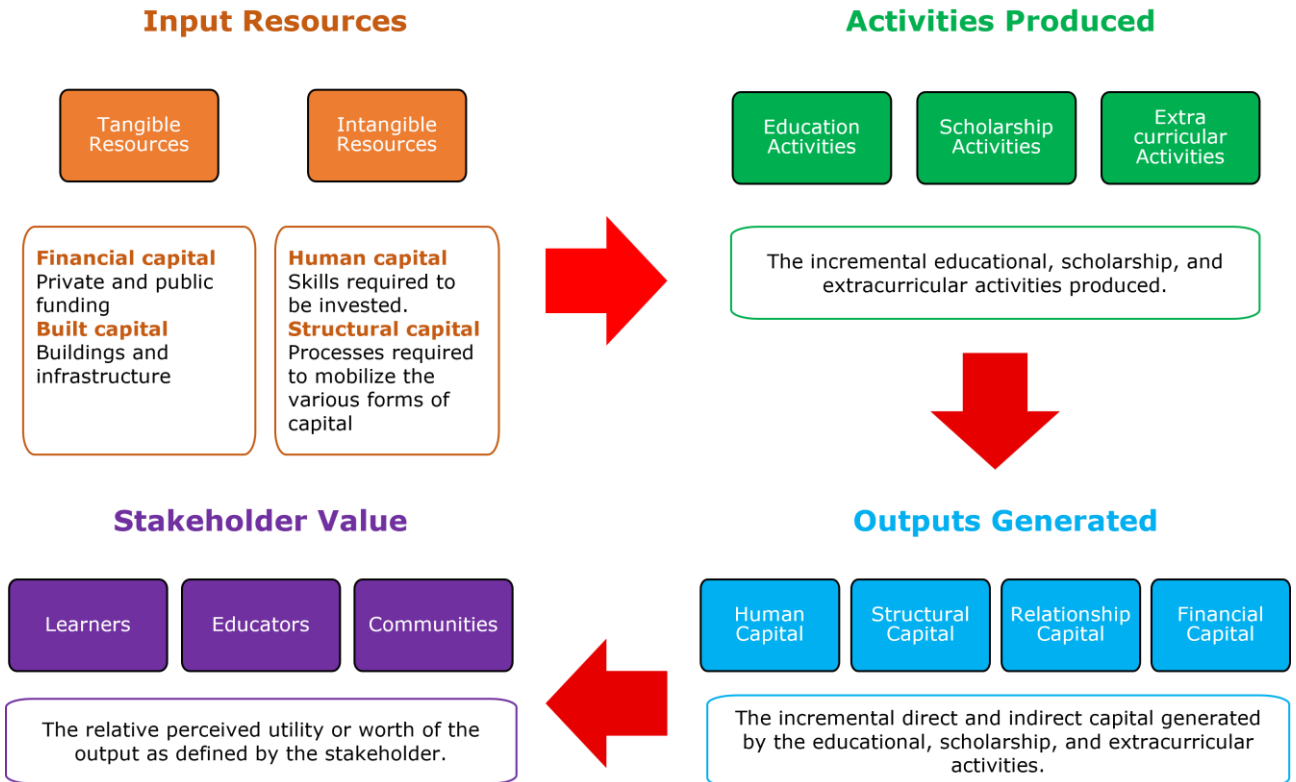 Input Resources
Tangible
Resources
Intangible
Resources
Financial capital
Private and public
funding
Built capital
Buildings and
infrastructure
Human capital
Skills required to
be invested.
Structural capital
Processes required
to mobilize the
various forms of
capital
Activities Produced
Education
Activities
Scholarship
Activities
Extra
curricular
Activities
The incremental educational, scholarship, and
extracurricular activities produced.
Outputs Generated
Human
Capital
Structural
Capital
Relationship
Capital
Financial
Capital
The incremental direct and indirect capital generated
by the educational, scholarship, and extracurricular
activities.
Stakeholder Value
Learners
Educators
Communities
The relative perceived utility or worth of the
output as defined by the stakeholder.